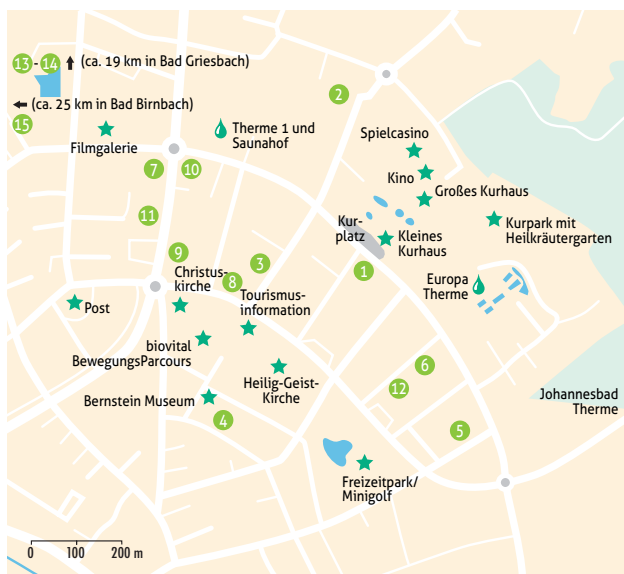 13 - 14 (ca. 19 km in Bad Griesbach)
(ca. 25 km in Bad Birnbach)
15
Filmgalerie
Therme 1 und
Saunahof
2
Spielcasino
Kino
Großes Kurhaus
7
10
11
Kur-
platz
Kleines
Kurhaus
Kurpark mit
Heilkräutergarten
9
3
1
Christus-
kirche
8
Tourismus-
information
Europa
Therme
Post
biovital
BewegungsParcours
Heilig-Geist-
Kirche
6
12
Bernstein Museum
4
5
Johannesbad
Therme
Freizeitpark/
Minigolf
0 100 200 m